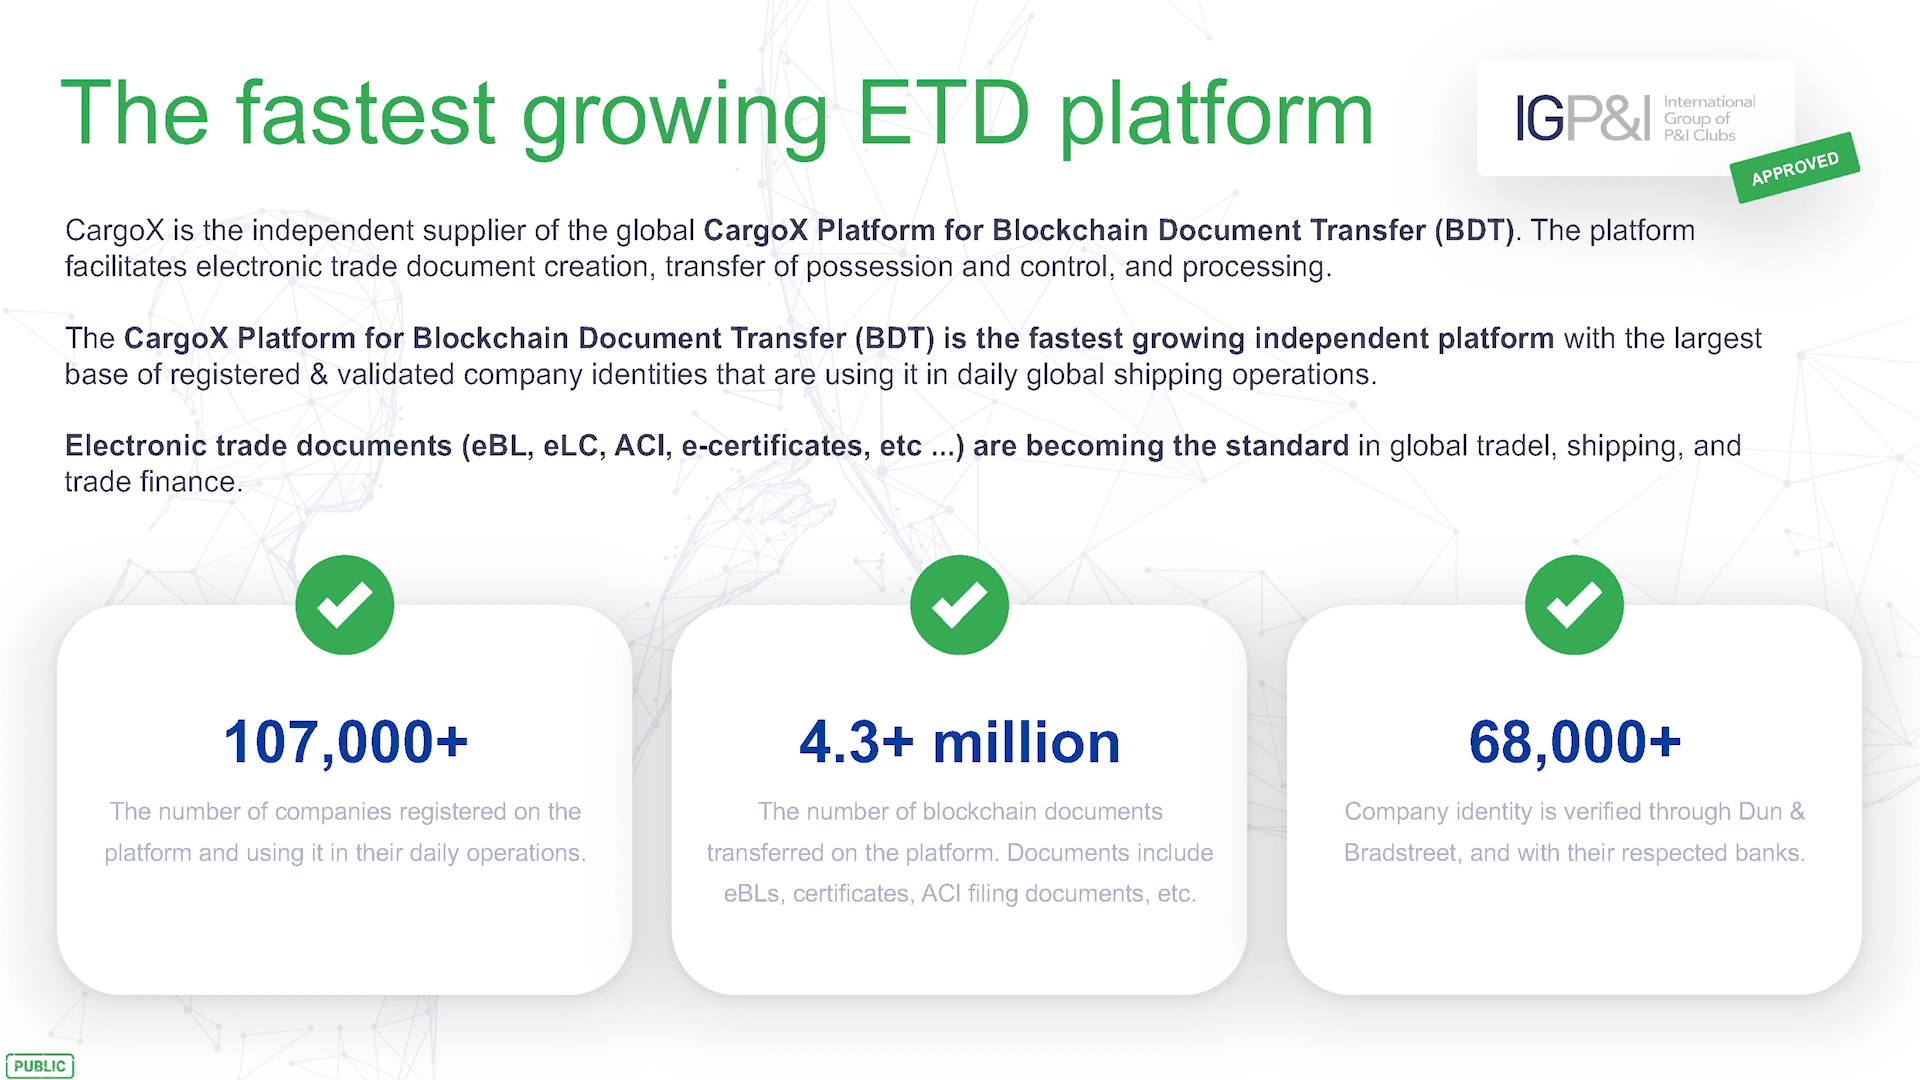 The fastest growing ETD platform
IGP&I International
Group of
P&I Clubs
APPROVED
CargoX is the independent supplier of the global CargoX Platform for Blockchain Document Transfer (BDT). The platform
facilitates electronic trade document creation, transfer of possession and control, and processing.
The CargoX Platform for Blockchain Document Transfer (BDT) is the fastest growing independent platform with the largest
base of registered & validated company identities that are using it in daily global shipping operations.
Electronic trade documents (eBL, eLC, ACI, e-certificates, etc ...) are becoming the standard in global tradel, shipping, and
trade finance.
107,000+
The number of companies registered on the
platform and using it in their daily operations.
4.3+ million
The number of blockchain documents
transferred on the platform. Documents include
eBLs, certificates, ACI filing documents, etc.
68,000+
Company identity is verified through Dun &
Bradstreet, and with their respected banks.
PUBLIC